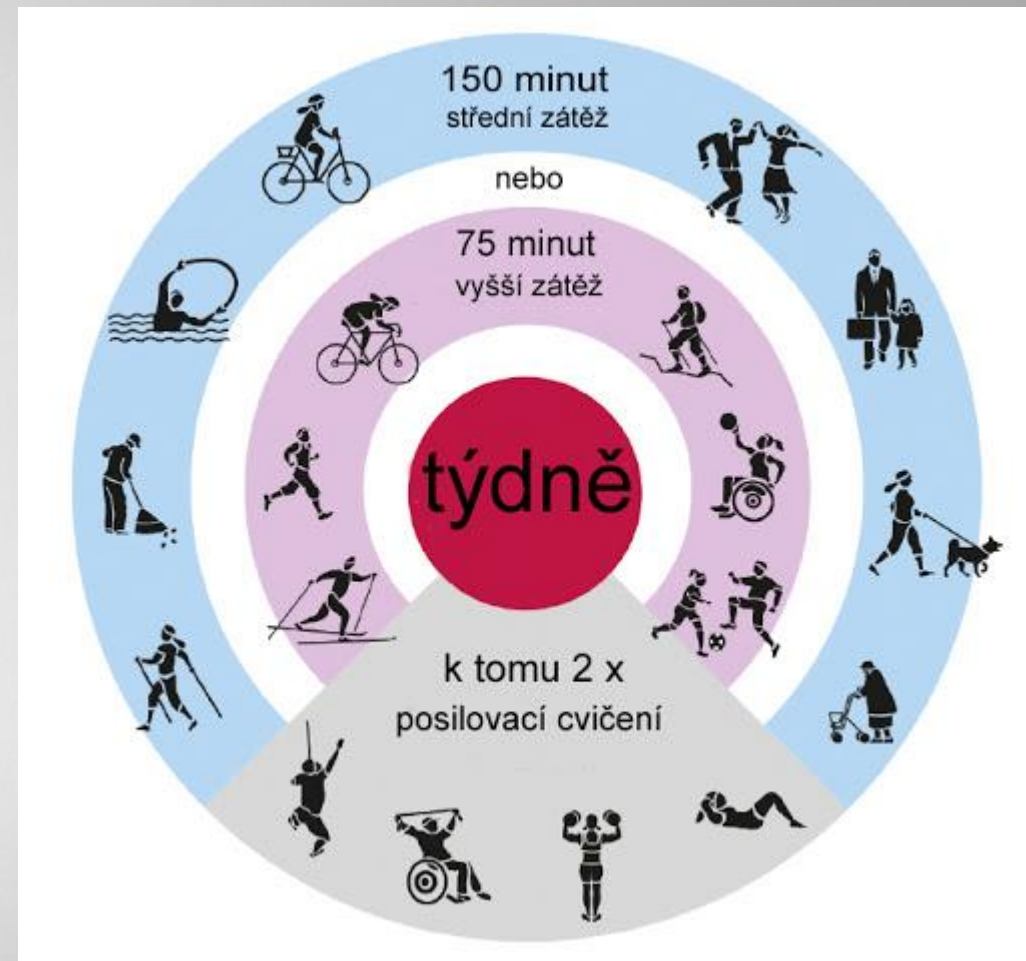 150 minut
střední zátěž
nebo
75 minut
vyšší zátěž
týdně
k tomu 2 x
posilovací cvičení